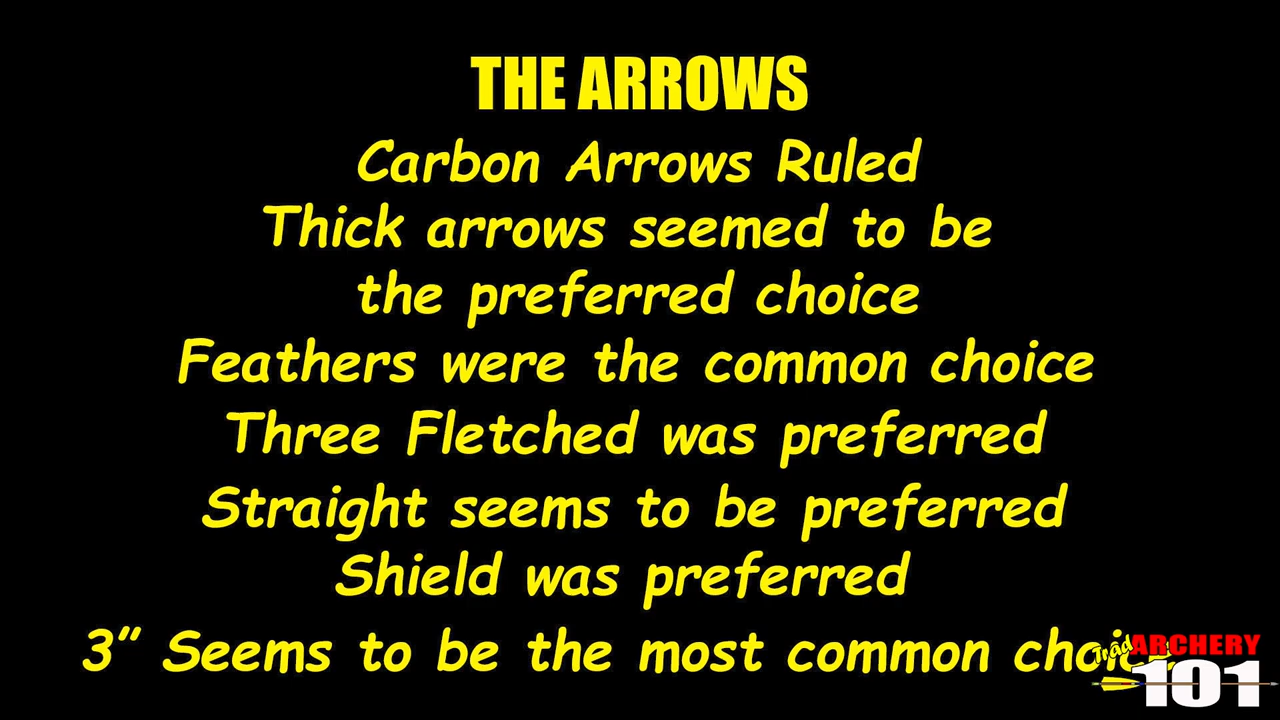 THE ARROWS
Carbon Arrows Ruled
Thick arrows seemed to be
the preferred choice
Feathers were the common choice
Three Fletched was preferred
Straight seems to be preferred
Shield was preferred
3” Seems to be the most common choice
Trad ARCHERY
101